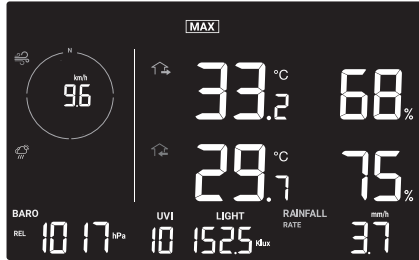 MAX
N
km/h
9.6
33.2 °C 68%
29.7 °C 75%
BARO UVI LIGHT RAINFALL mm/h
REL 1017 hPa 10 152.5 Klux RATE 3.7